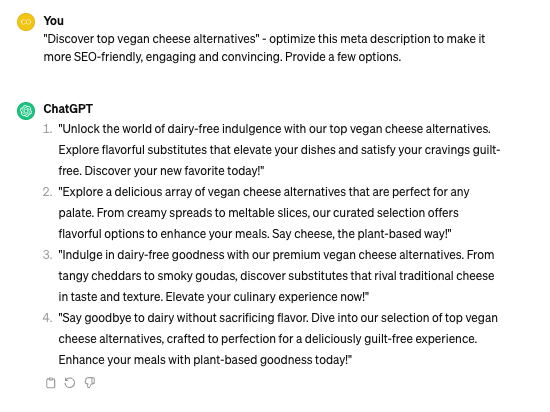 You
"Discover top vegan cheese alternatives" - optimize this meta description to make it
more SEO-friendly, engaging and convincing. Provide a few options.
ChatGPT
1. "Unlock the world of dairy-free indulgence with our top vegan cheese alternatives.
Explore flavorful substitutes that elevate your dishes and satisfy your cravings guilt-
free. Discover your new favorite today!"
2. "Explore a delicious array of vegan cheese alternatives that are perfect for any
palate. From creamy spreads to meltable slices, our curated selection offers
flavorful options to enhance your meals. Say cheese, the plant-based way!"
3. "Indulge in dairy-free goodness with our premium vegan cheese alternatives. From
tangy cheddars to smoky goudas, discover substitutes that rival traditional cheese
in taste and texture. Elevate your culinary experience now!"
4. "Say goodbye to dairy without sacrificing flavor. Dive into our selection of top vegan
cheese alternatives, crafted to perfection for a deliciously guilt-free experience.
Enhance your meals with plant-based goodness today!"